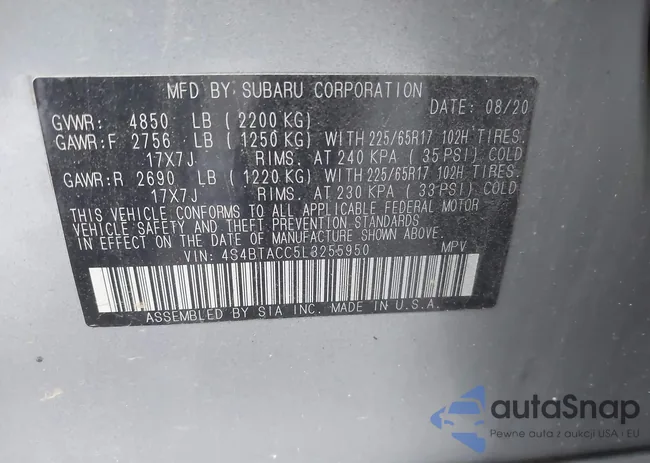 MFD BY SUBARU CORPORATION
DATE: 08/20
GVWR: 4850 LB (2200 KG)
GAWR:F 2756 LB (1250 KG) WITH 225/65R17 102H TIRES.
17X7J RIMS. AT 240 KPA (35 PSI) COLD
GAWR:R 2690 LB (1220 KG) WITH 225/65R17 102H TIRES.
17X7J RIMS. AT 230 KPA (33 PSI) COLD
THIS VEHICLE CONFORMS TO ALL APPLICABLE FEDERAL MOTOR
VEHICLE SAFETY AND THEFT PREVENTION STANDARDS
IN EFFECT ON THE DATE OF MANUFACTURE SHOWN ABOVE.
VIN: 4S4BTACC5L3255950 MPV
ASSEMBLED BY SIA INC. MADE IN U.S.A.
autaSnap
Pewne auta z aukcji USA i EU